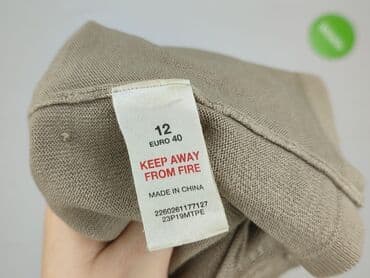 12
EURO 40
KEEP AWAY
FROM FIRE
MADE IN CHINA
2260261177127
23P19MTPE